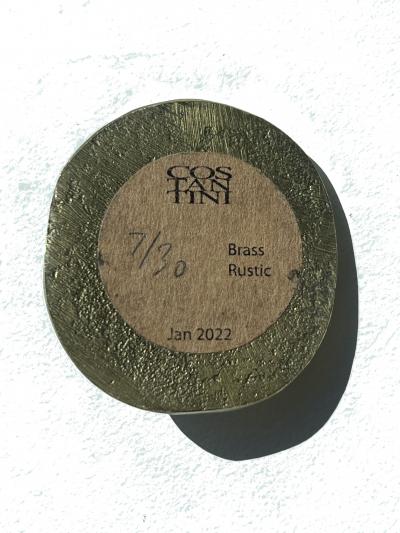 COS
TAN
TINI
7/30
Brass
Rustic
Jan 2022